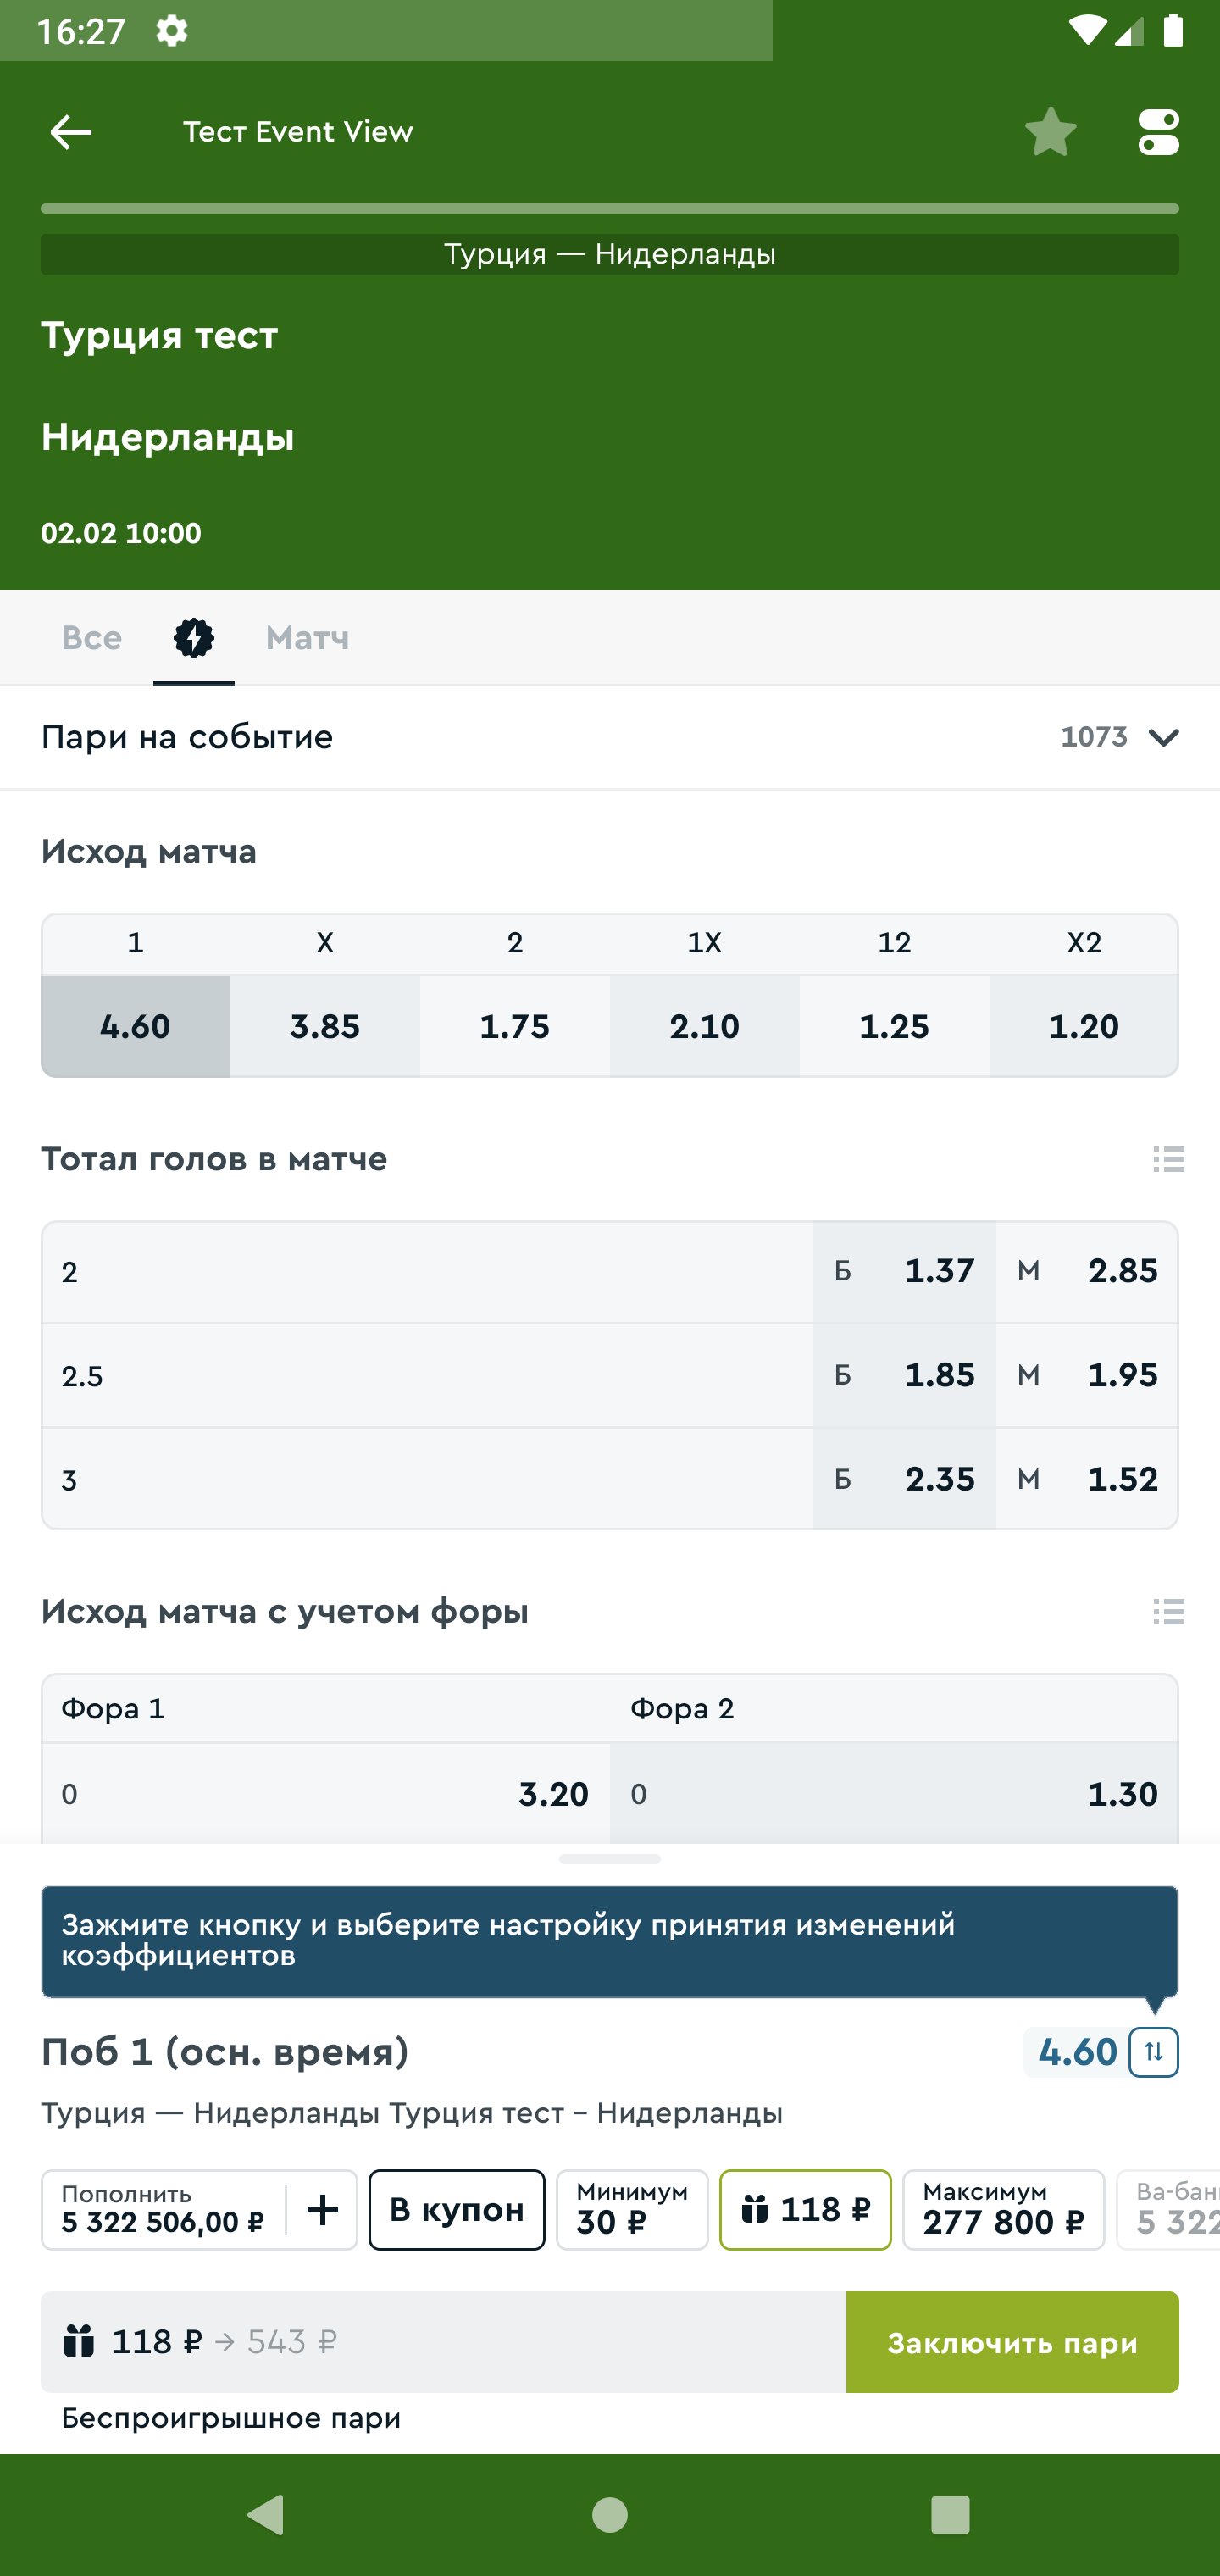 16:27
Тест Event View
Турция — Нидерланды
Турция тест
Нидерланды
02.02 10:00
Все
Матч
Пари на событие 1073
Исход матча
1 X 2 1X 12 X2
4.60 3.85 1.75 2.10 1.25 1.20
Тотал голов в матче
2 Б 1.37 М 2.85
2.5 Б 1.85 М 1.95
3 Б 2.35 М 1.52
Исход матча с учетом форы
Фора 1 Фора 2
0 3.20 0 1.30
Зажмите кнопку и выберите настройку принятия изменений
коэффициентов
Поб 1 (осн. время) 4.60
Турция — Нидерланды Турция тест – Нидерланды
Пополнить
5 322 506,00 ₽
В купон
Минимум
30 ₽
118 ₽
Максимум
277 800 ₽
Ва-бан
5 322
118 ₽ → 543 ₽
Заключить пари
Беспроигрышное пари